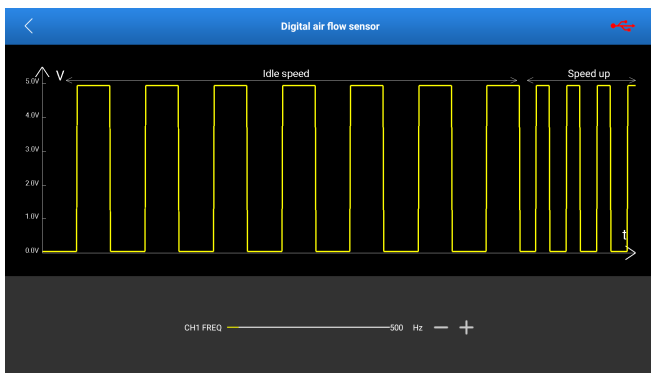 Digital air flow sensor
V
Idle speed
Speed up
5.0V
4.0V
3.0V
2.0V
1.0V
0.0V
t
CH1 FREQ 500 Hz